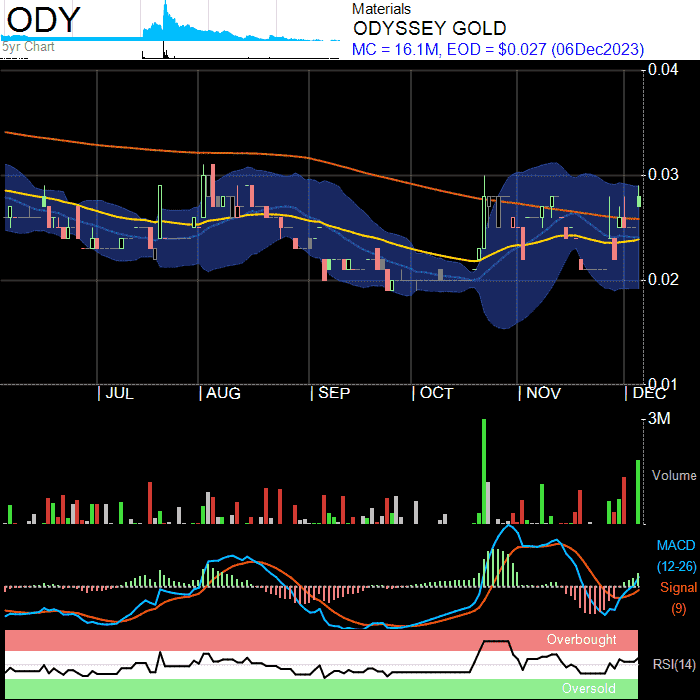 ODY
5yr Chart
Materials
ODYSSEY GOLD
MC = 16.1M, EOD = $0.027 (06Dec2023)
0.04
0.03
0.02
0.01
| JUL | AUG | SEP | OCT | NOV | DEC
3M
Volume
MACD
(12-26)
Signal
(9)
Overbought
RSI(14)
Oversold